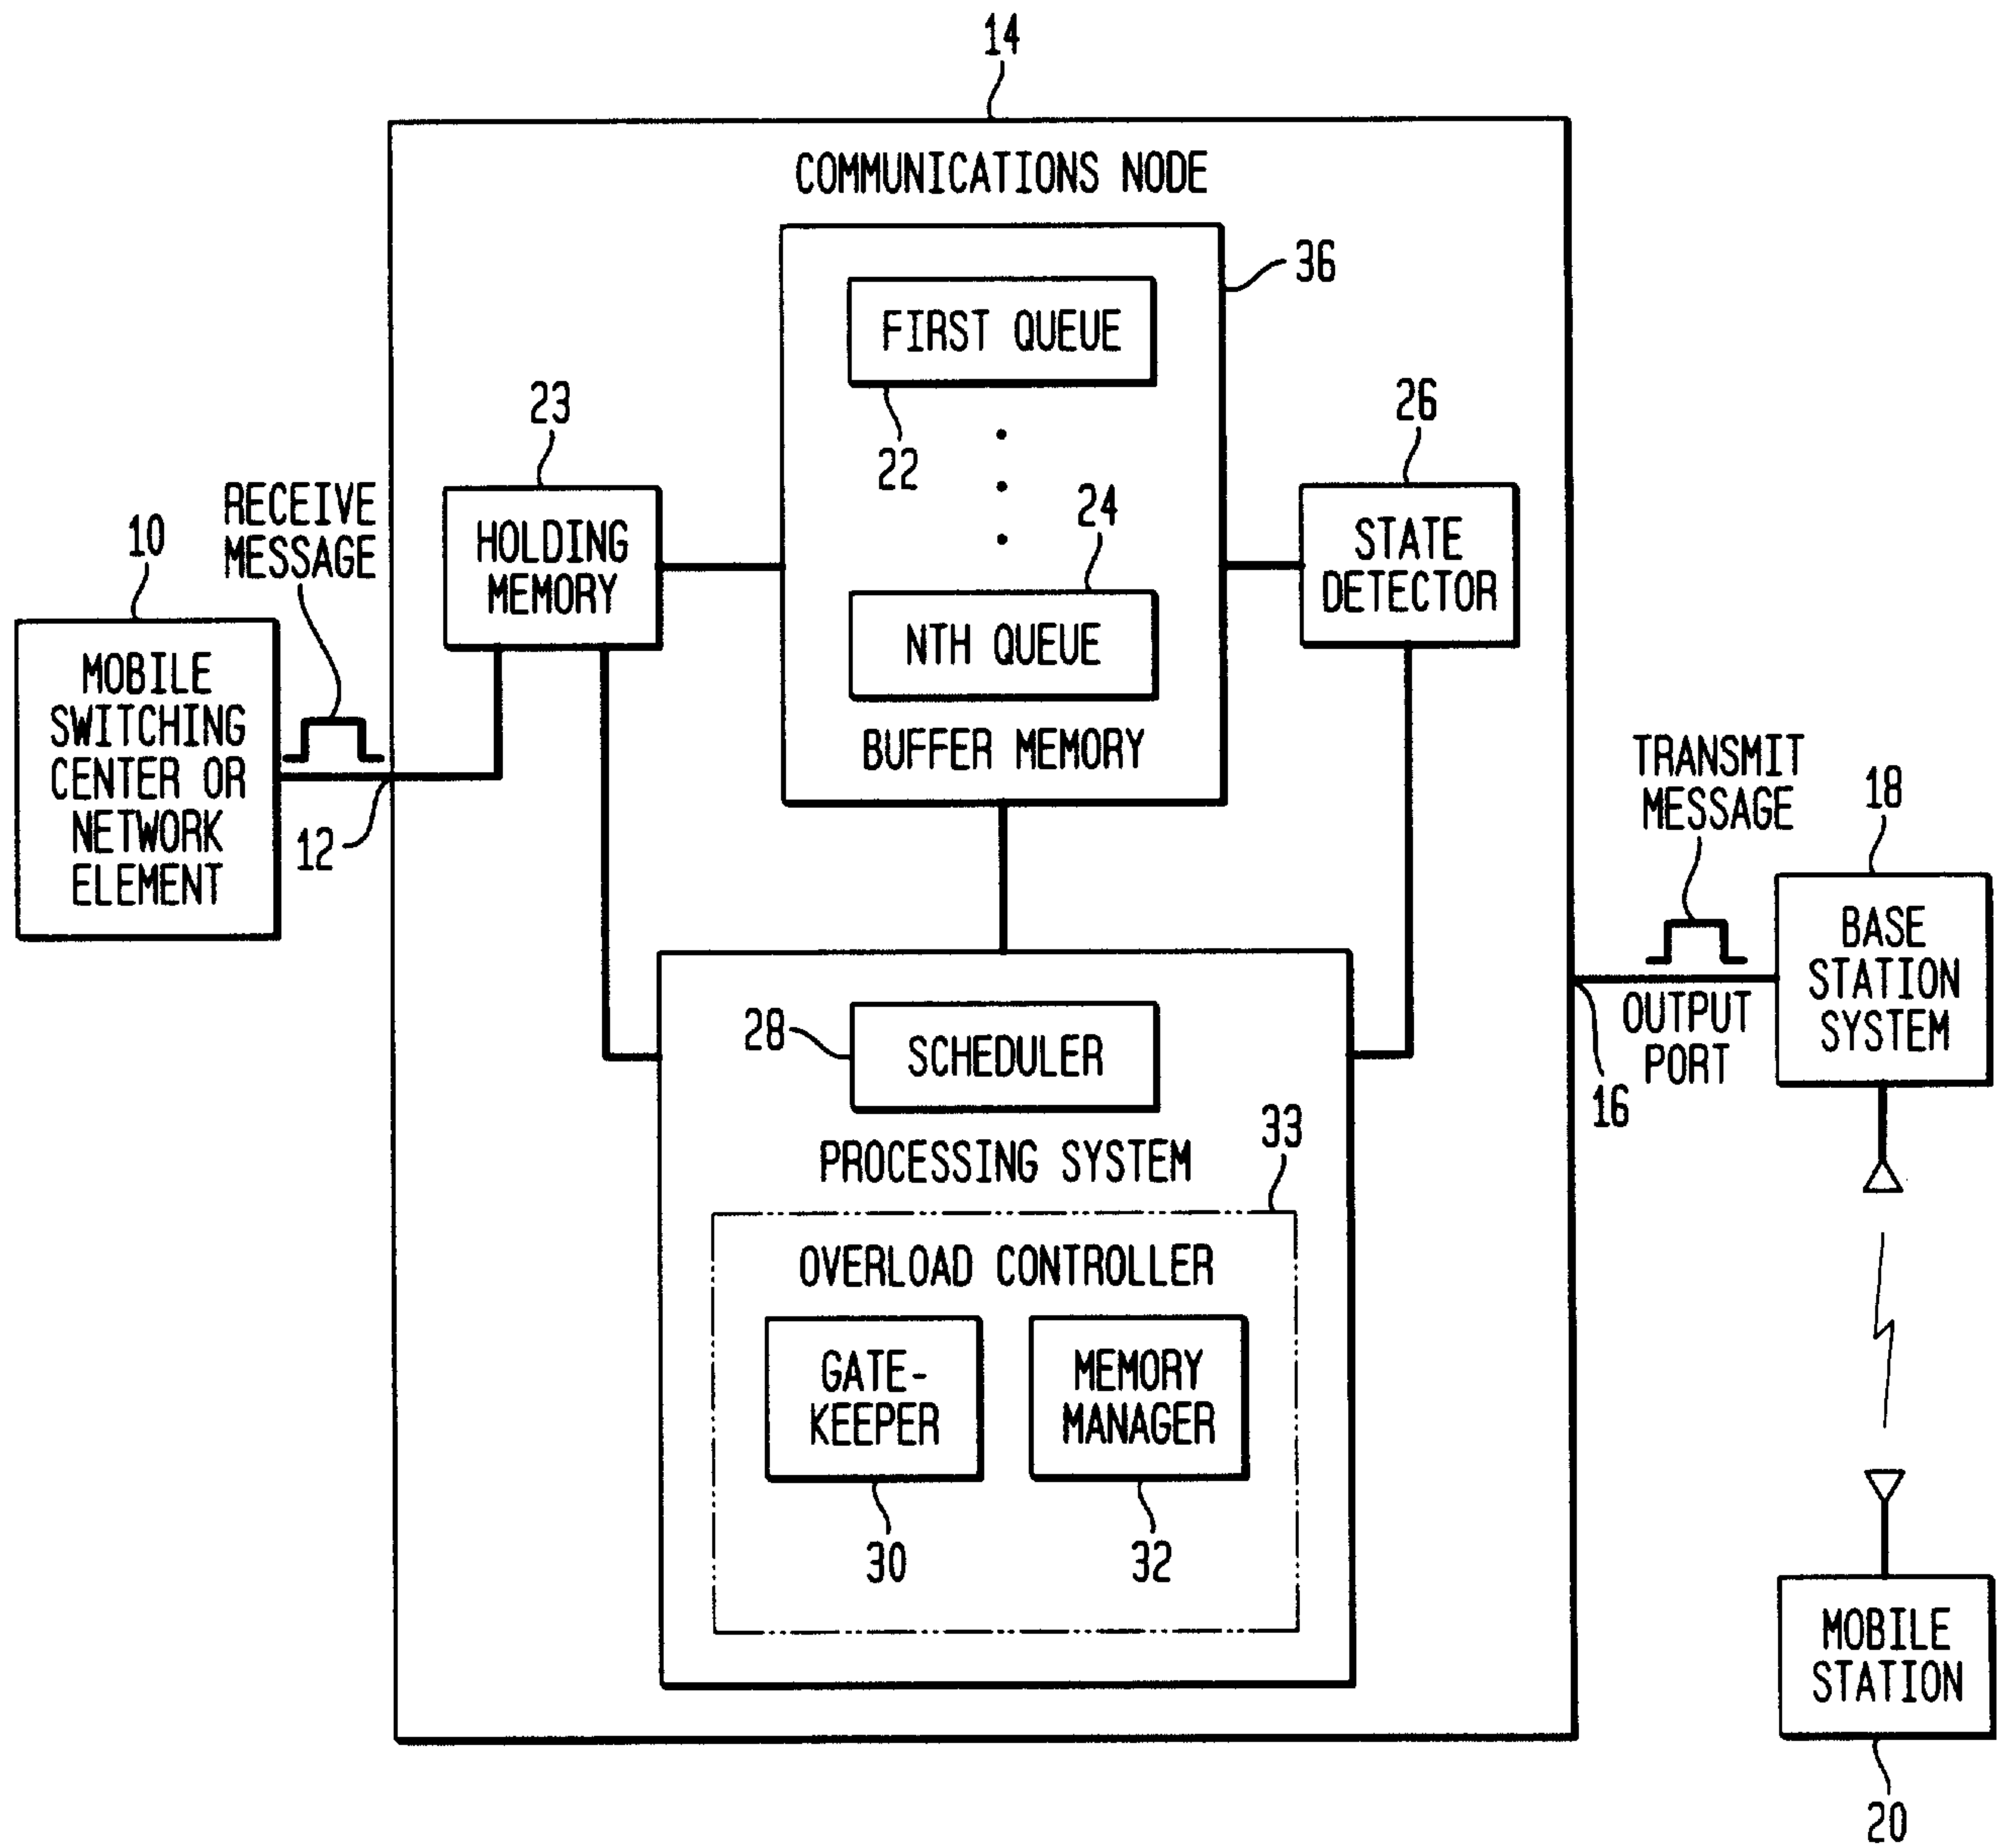 14
COMMUNICATIONS NODE
36
FIRST QUEUE
22
23
HOLDING
MEMORY
24
NTH QUEUE
BUFFER MEMORY
26
STATE
DETECTOR
RECEIVE
MESSAGE
10
MOBILE
SWITCHING
CENTER OR
NETWORK
ELEMENT
12
TRANSMIT
MESSAGE
18
BASE
STATION
SYSTEM
OUTPUT
PORT
16
28
SCHEDULER
PROCESSING SYSTEM
33
OVERLOAD CONTROLLER
GATE-
KEEPER
MEMORY
MANAGER
30
32
MOBILE
STATION
20